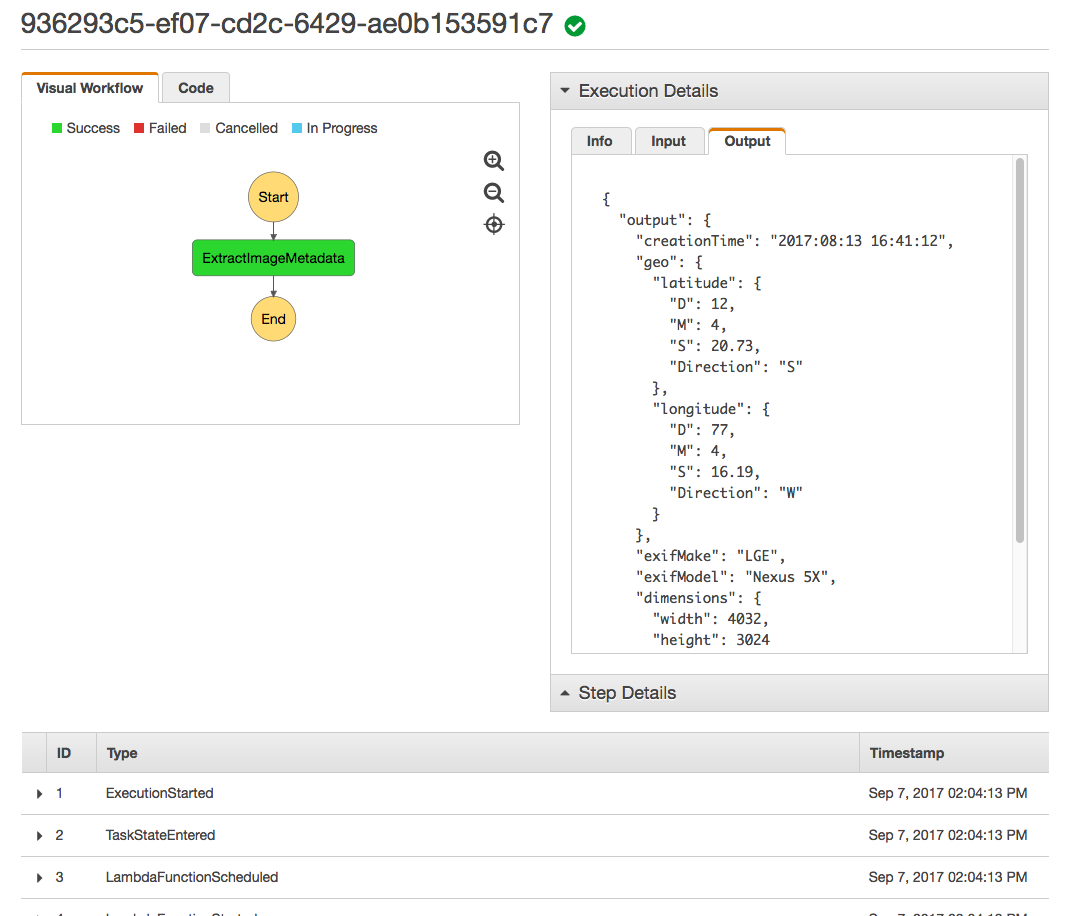 936293c5-ef07-cd2c-6429-ae0b153591c7
Visual Workflow
Code
Success
Failed
Cancelled
In Progress
Start
ExtractImageMetadata
End
Execution Details
Info
Input
Output
{
"output": {
"creationTime": "2017:08:13 16:41:12",
"geo": {
"latitude": {
"D": 12,
"M": 4,
"S": 20.73,
"Direction": "S"
},
"longitude": {
"D": 77,
"M": 4,
"S": 16.19,
"Direction": "W"
}
},
"exifMake": "LGE",
"exifModel": "Nexus 5X",
"dimensions": {
"width": 4032,
"height": 3024
Step Details
ID Type Timestamp
1 ExecutionStarted Sep 7, 2017 02:04:13 PM
2 TaskStateEntered Sep 7, 2017 02:04:13 PM
3 LambdaFunctionScheduled Sep 7, 2017 02:04:13 PM